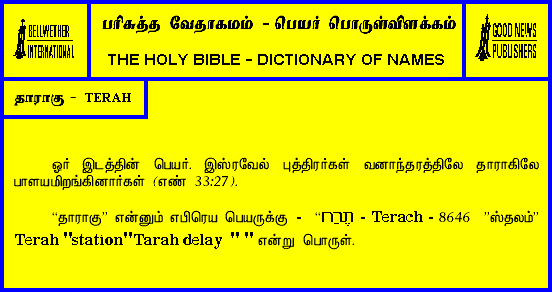 BELLWETHER
INTERNATIONAL
பரிசுத்த வேதாகமம் - பெயர் பொருள்விளக்கம்
THE HOLY BIBLE - DICTIONARY OF NAMES
GOOD NEWS
PUBLISHERS
தாராகு - TERAH
ஓர் இடத்தின் பெயர். இஸ்ரவேல் புத்திரர்கள் வனாந்தரத்திலே தாராகிலே
பாளயமிறங்கினார்கள் (எண் 33:27).
“தாராகு” என்னும் எபிரெய பெயருக்கு - “תֶּרַח - Terach - 8646 ”ஸ்தலம்”
Terah "station"Tarah delay " " என்று பொருள்.